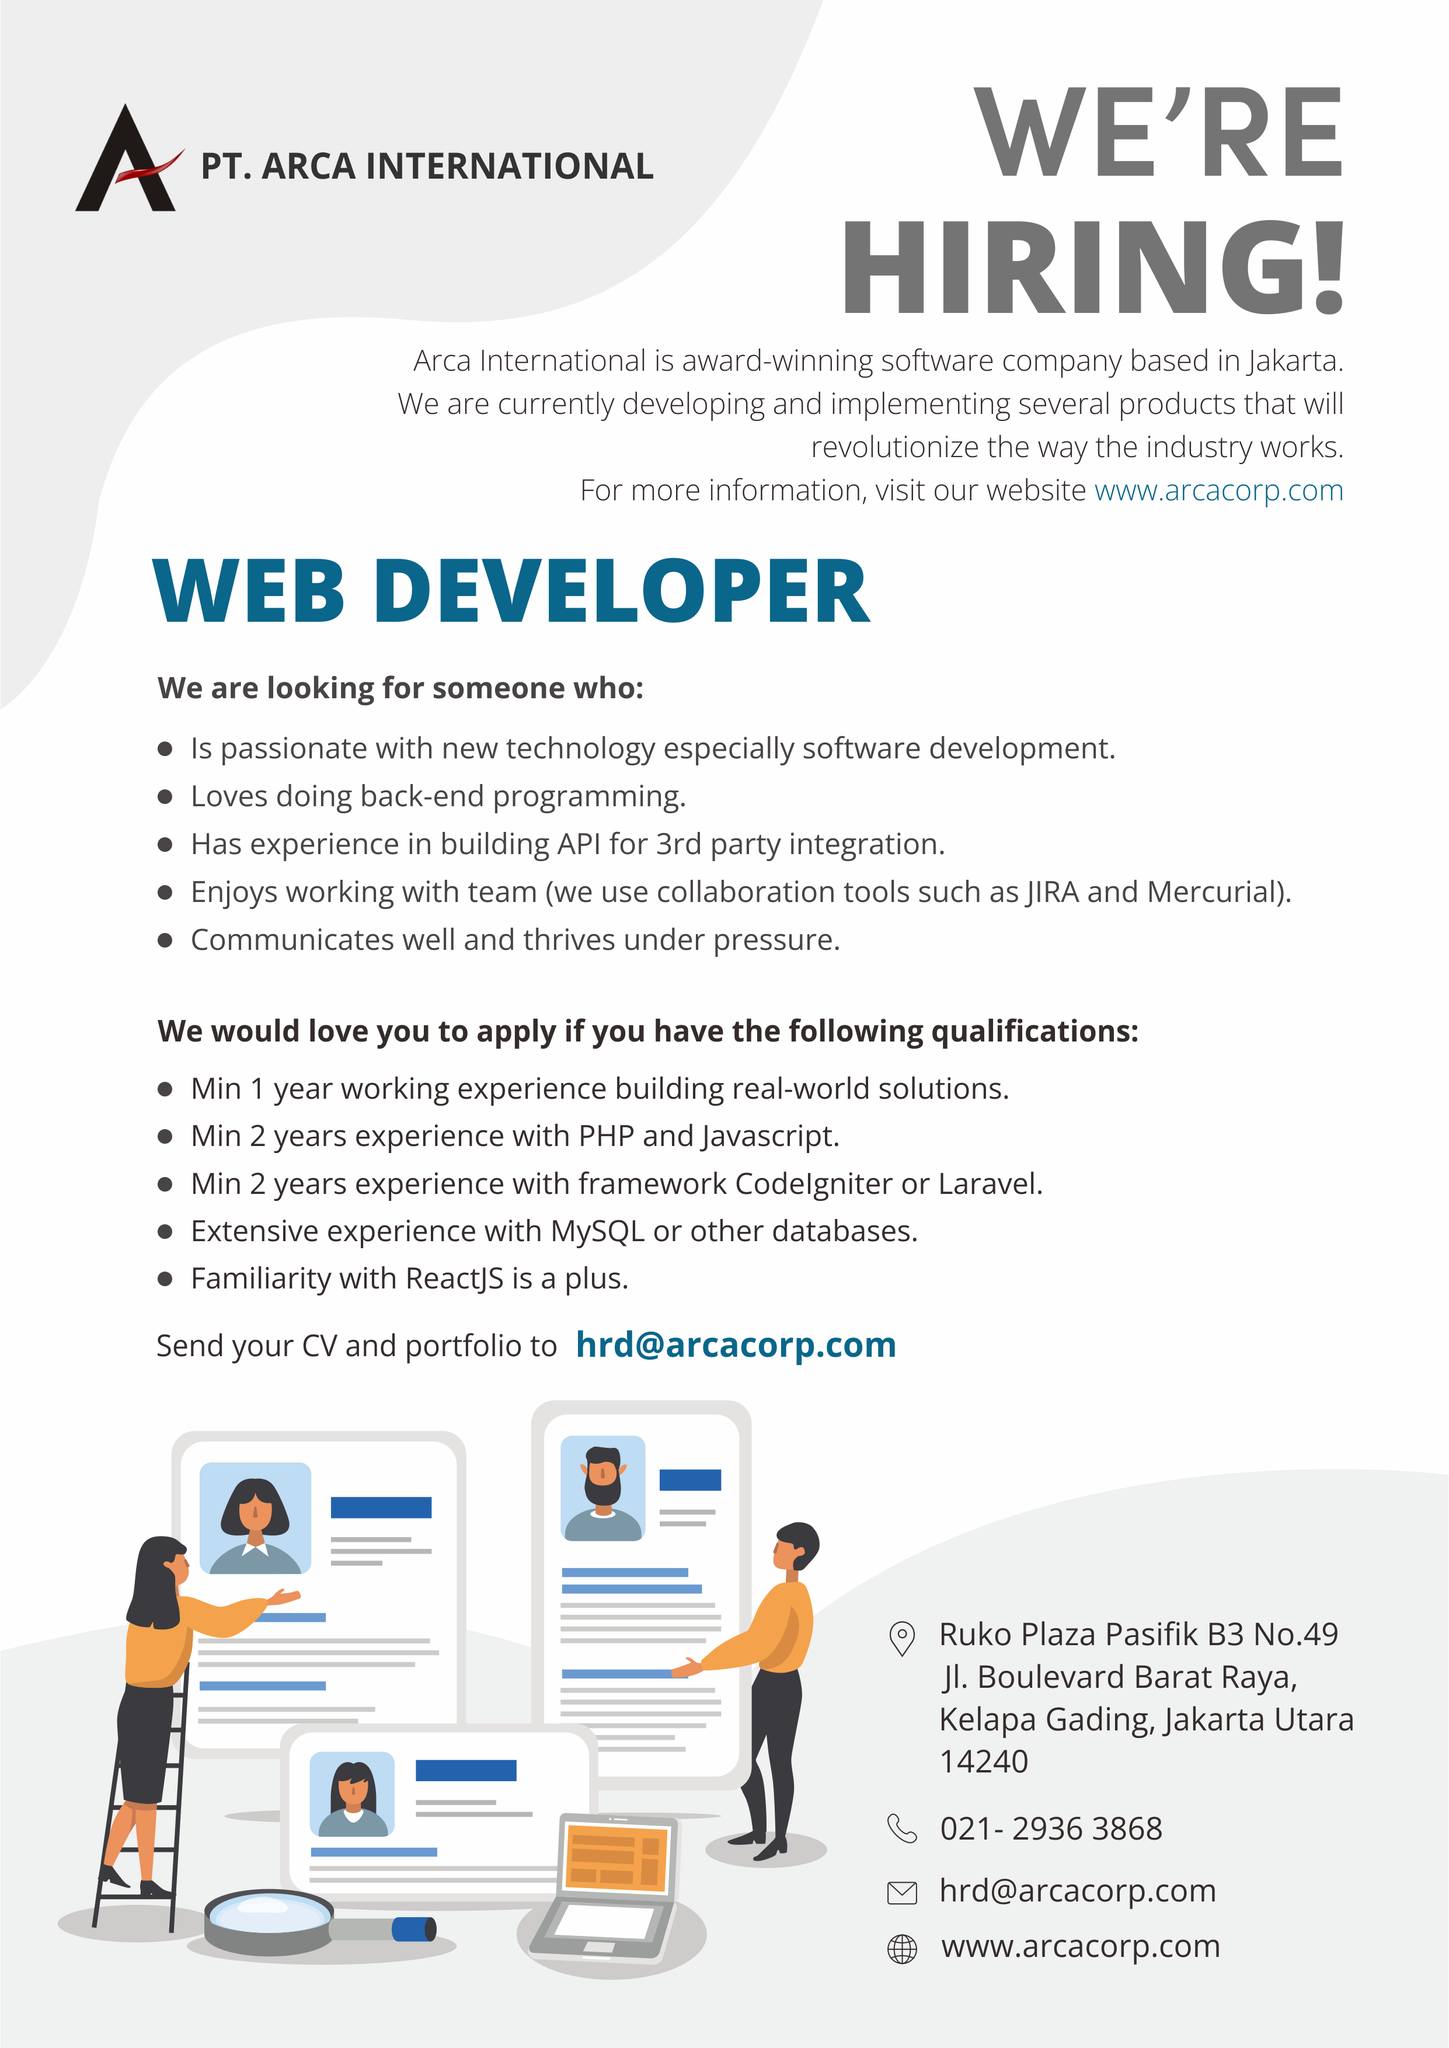 PT. ARCA INTERNATIONAL
WE’RE
HIRING!
Arca International is award-winning software company based in Jakarta.
We are currently developing and implementing several products that will
revolutionize the way the industry works.
For more information, visit our website www.arcacorp.com
WEB DEVELOPER
We are looking for someone who:
● Is passionate with new technology especially software development.
● Loves doing back-end programming.
● Has experience in building API for 3rd party integration.
● Enjoys working with team (we use collaboration tools such as JIRA and Mercurial).
● Communicates well and thrives under pressure.
We would love you to apply if you have the following qualifications:
● Min 1 year working experience building real-world solutions.
● Min 2 years experience with PHP and Javascript.
● Min 2 years experience with framework CodeIgniter or Laravel.
● Extensive experience with MySQL or other databases.
● Familiarity with ReactJS is a plus.
Send your CV and portfolio to hrd@arcacorp.com
Ruko Plaza Pasifik B3 No.49
Jl. Boulevard Barat Raya,
Kelapa Gading, Jakarta Utara
14240
021- 2936 3868
hrd@arcacorp.com
www.arcacorp.com